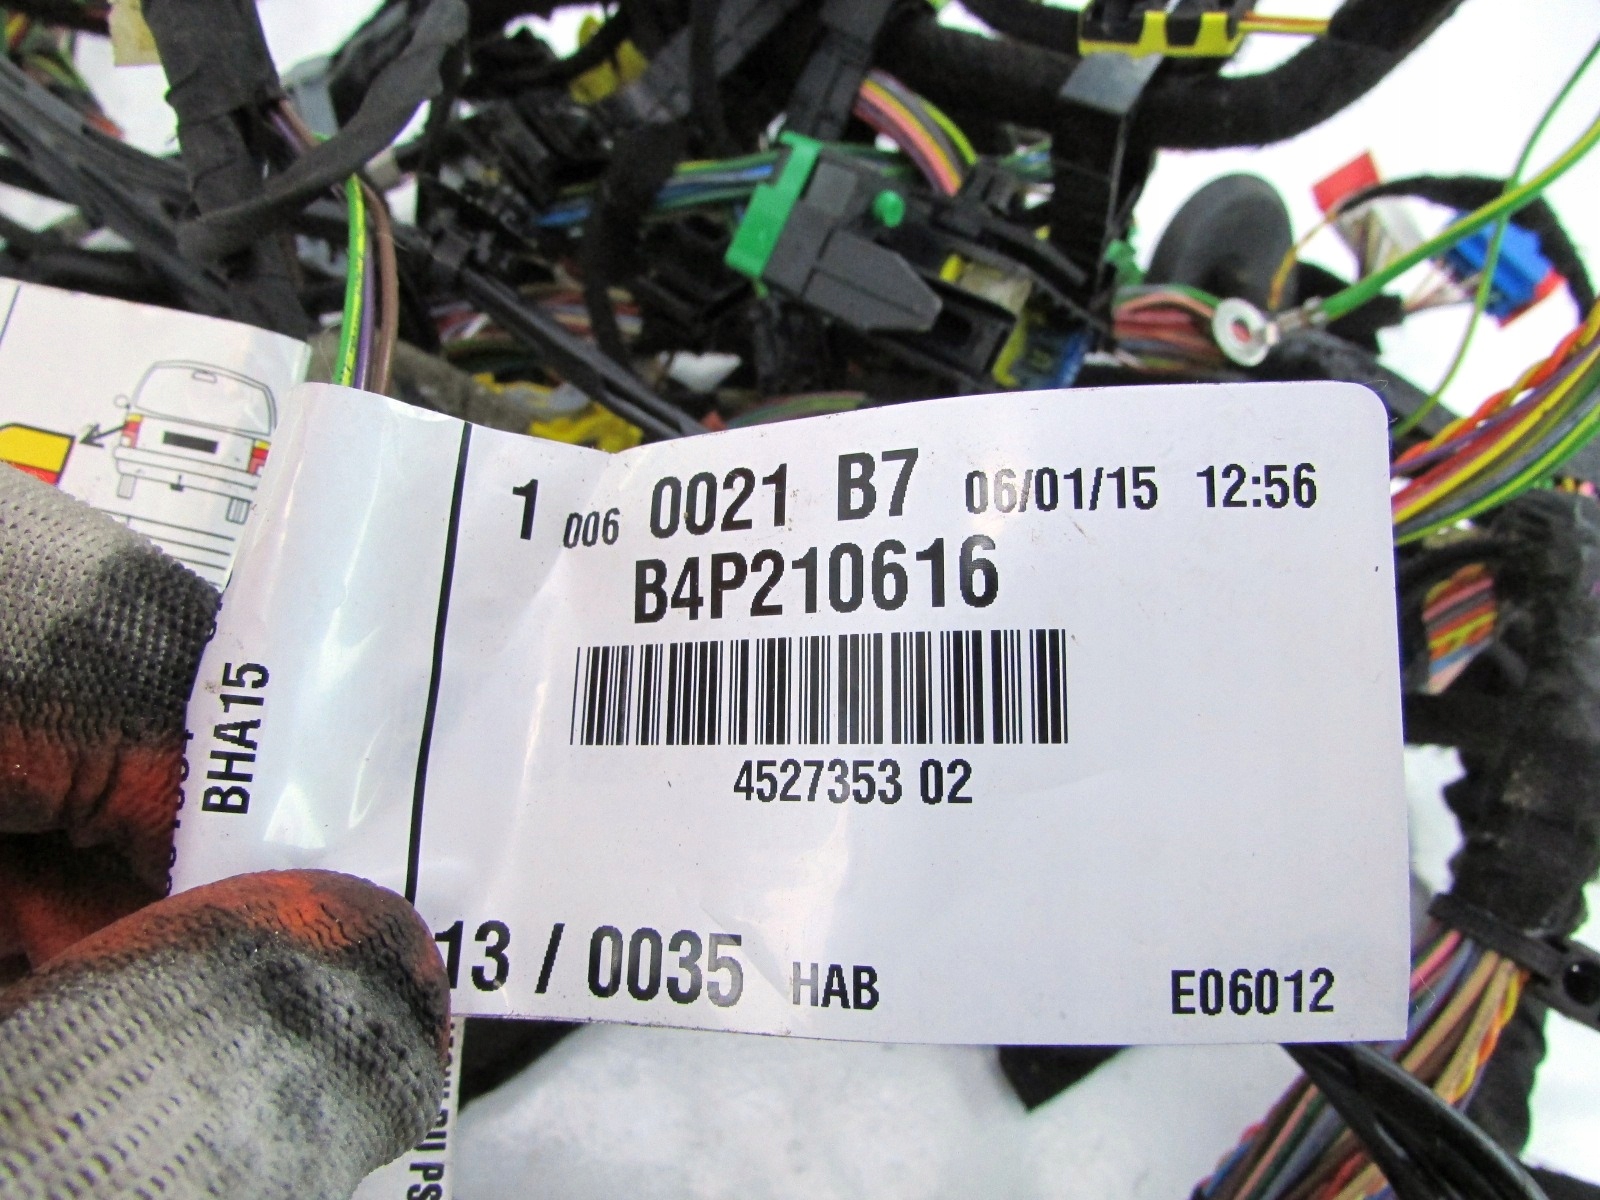 1 006 0021 B7 06/01/15 12:56
B4P210616
4527353 02
13 / 0035 HAB E06012
BHA15